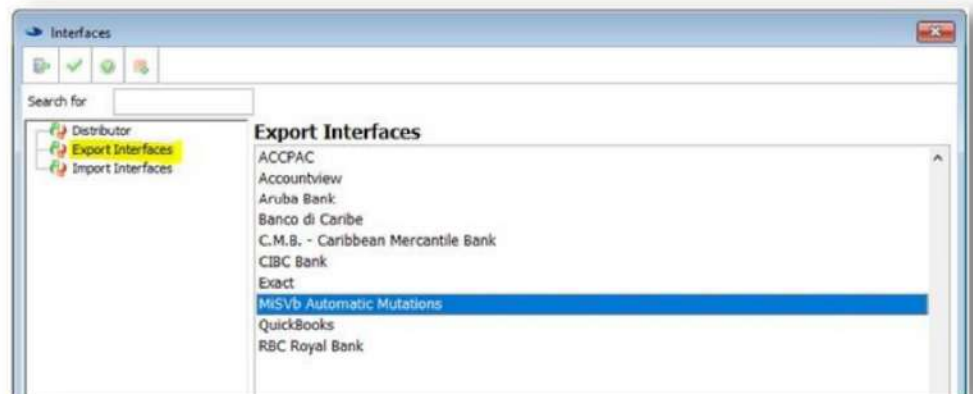 Interfaces
Search for
Distributor
Export Interfaces
Import Interfaces
Export Interfaces
ACCPAC
Accountview
Aruba Bank
Banco di Caribe
C.M.B. - Caribbean Mercantile Bank
CIBC Bank
Exact
MiSVb Automatic Mutations
QuickBooks
RBC Royal Bank